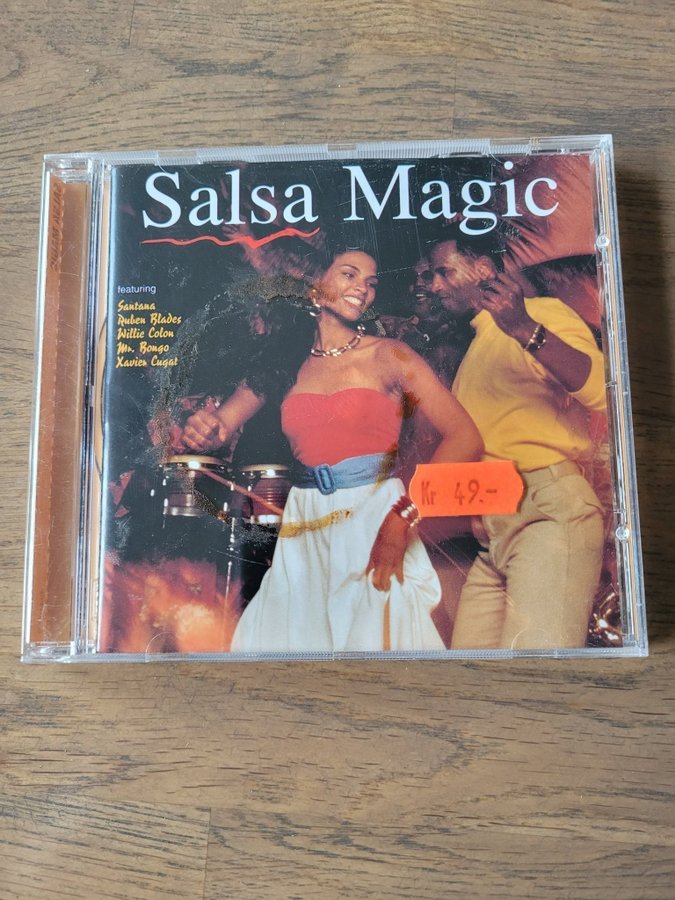 Salsa Magic
featuring
Santana
Ruben Blades
Willie Colon
Mr. Bongo
Xavier Cugat
Kr 49.-